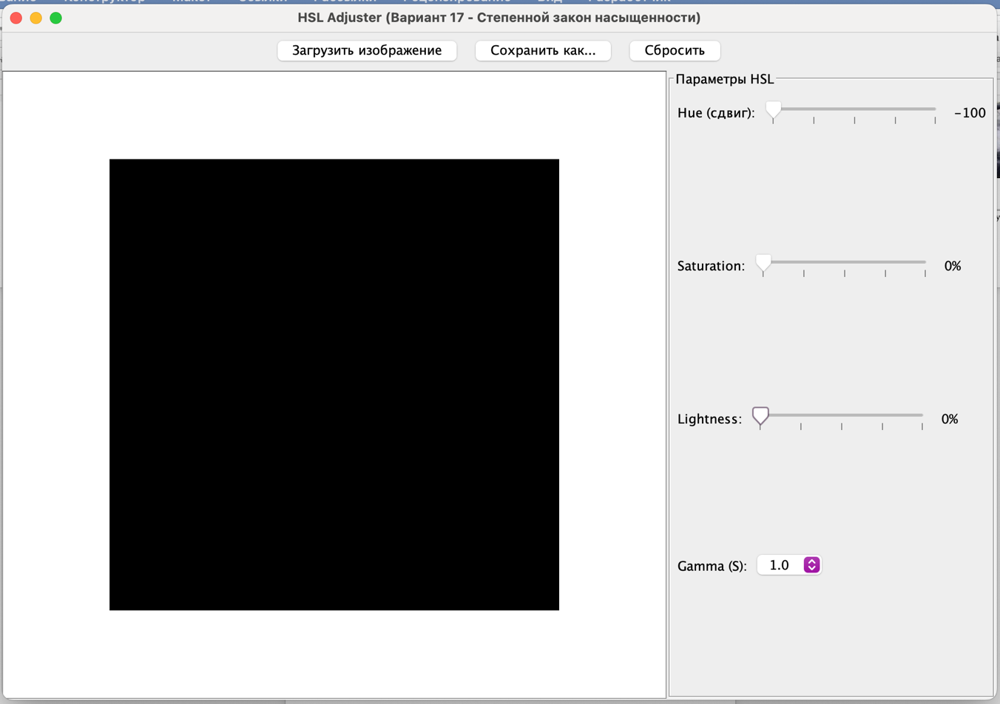 HSL Adjuster (Вариант 17 - Степенной закон насыщенности)
Загрузить изображение
Сохранить как...
Сбросить
Параметры HSL
Hue (сдвиг):
-100
Saturation:
0%
Lightness:
0%
Gamma (S):
1.0